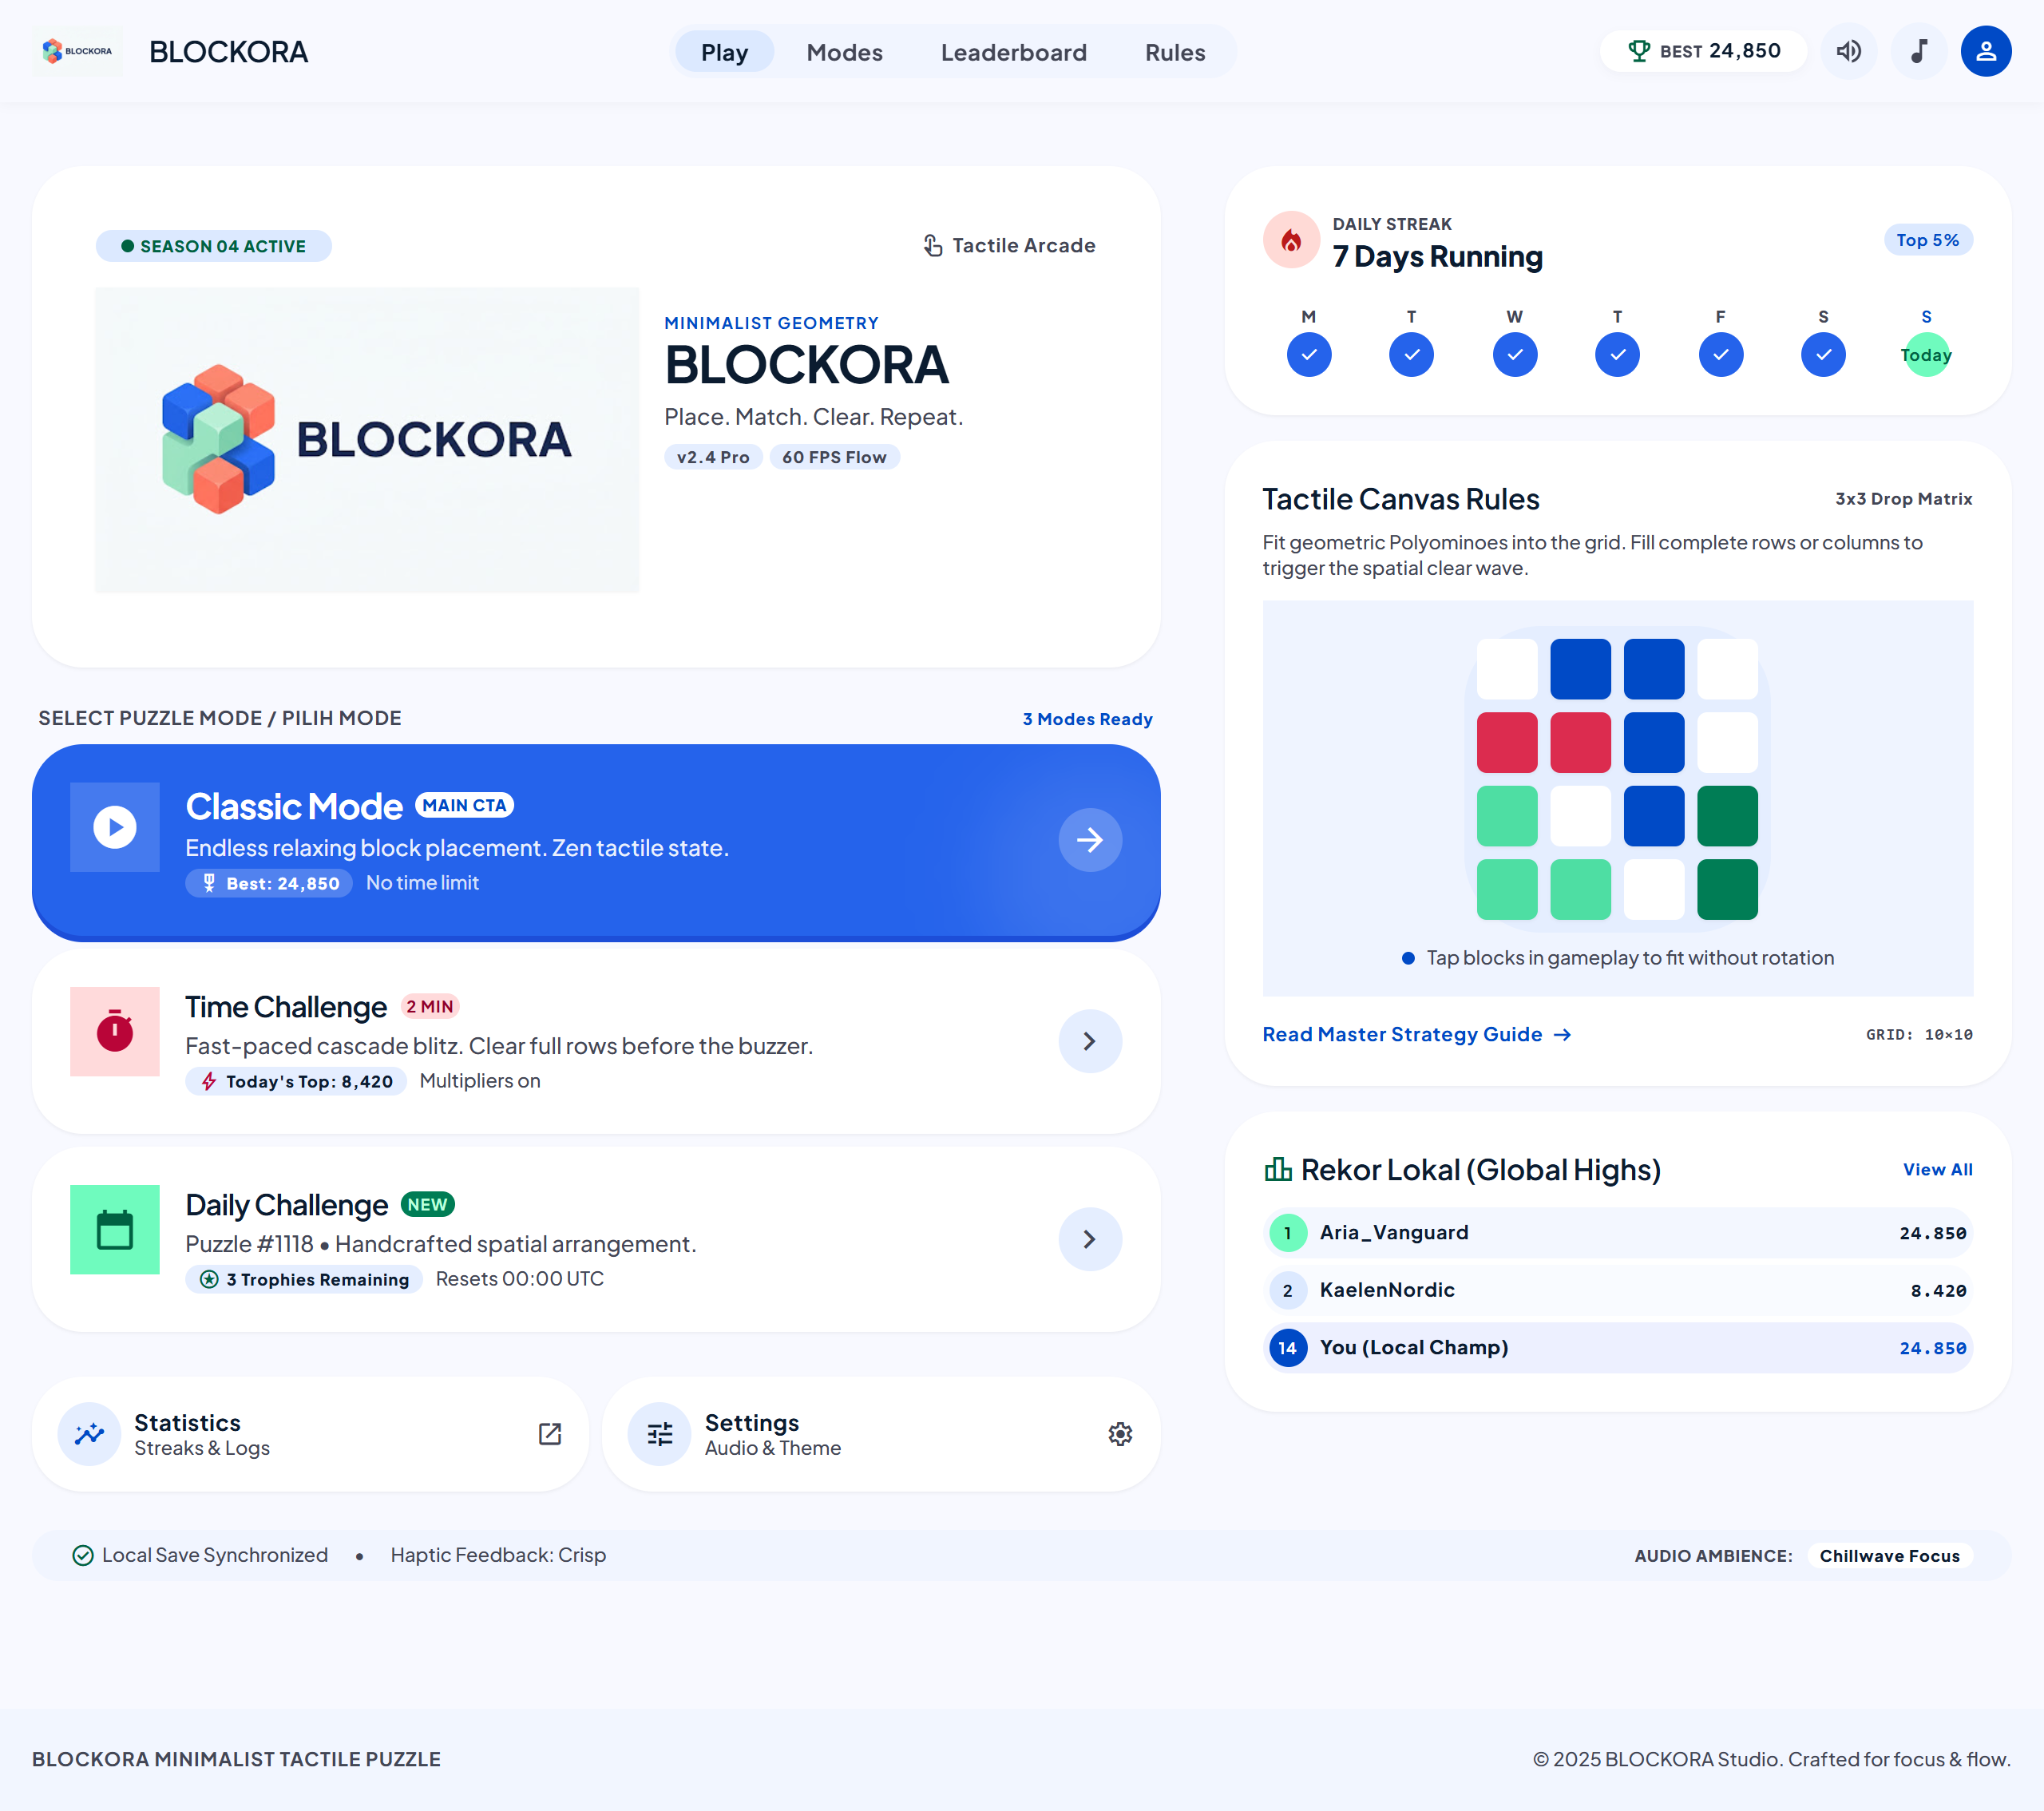 BLOCKORA
BLOCKORA
Play
Modes
Leaderboard
Rules
BEST 24,850
SEASON 04 ACTIVE
Tactile Arcade
BLOCKORA
MINIMALIST GEOMETRY
BLOCKORA
Place. Match. Clear. Repeat.
v2.4 Pro
60 FPS Flow
SELECT PUZZLE MODE / PILIH MODE
3 Modes Ready
Classic Mode
MAIN CTA
Endless relaxing block placement. Zen tactile state.
Best: 24,850
No time limit
Time Challenge
2 MIN
Fast-paced cascade blitz. Clear full rows before the buzzer.
Today's Top: 8,420
Multipliers on
Daily Challenge
NEW
Puzzle #1118 • Handcrafted spatial arrangement.
3 Trophies Remaining
Resets 00:00 UTC
Statistics
Streaks & Logs
Settings
Audio & Theme
DAILY STREAK
7 Days Running
Top 5%
M T W T F S S
Today
Tactile Canvas Rules
3x3 Drop Matrix
Fit geometric Polyominoes into the grid. Fill complete rows or columns to
trigger the spatial clear wave.
Tap blocks in gameplay to fit without rotation
Read Master Strategy Guide →
GRID: 10×10
Rekor Lokal (Global Highs)
View All
1 Aria_Vanguard 24.850
2 KaelenNordic 8.420
14 You (Local Champ) 24.850
Local Save Synchronized • Haptic Feedback: Crisp
AUDIO AMBIENCE: Chillwave Focus
BLOCKORA MINIMALIST TACTILE PUZZLE
© 2025 BLOCKORA Studio. Crafted for focus & flow.